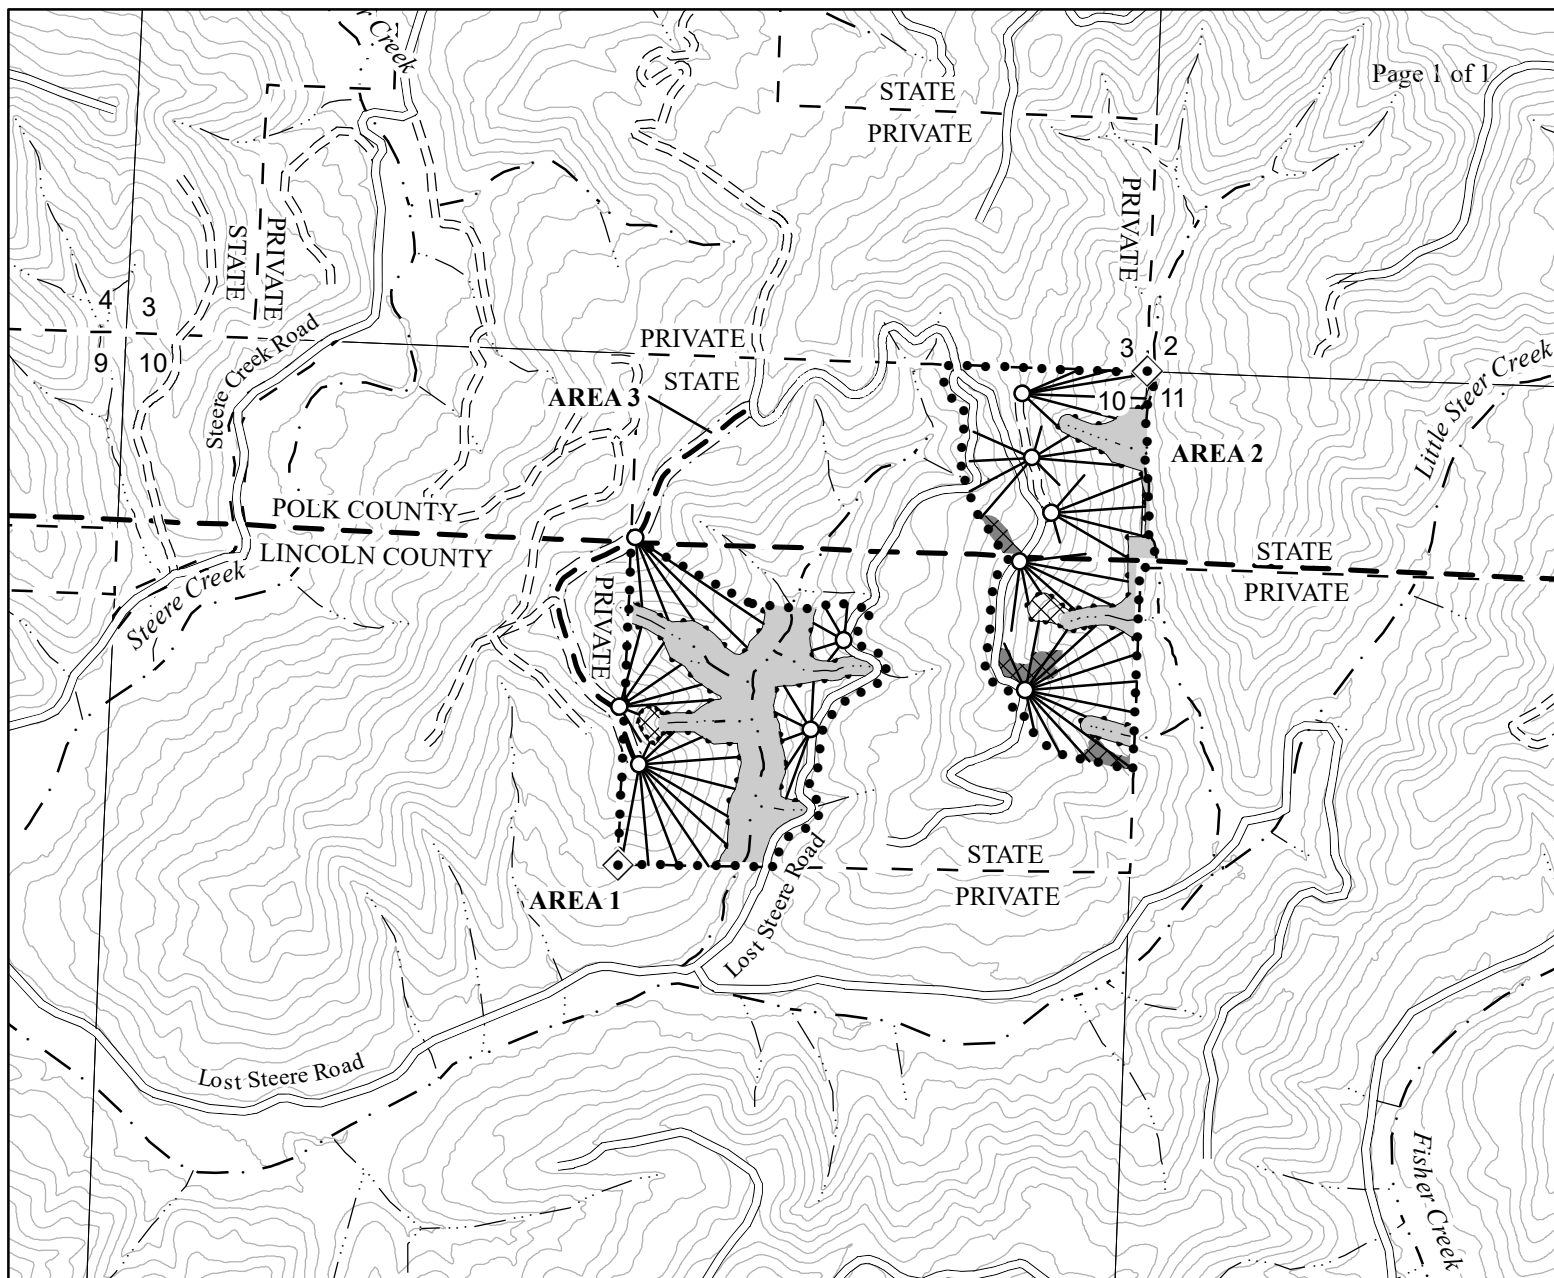 r Creek
Page 1 of 1
STATE
PRIVATE
PRIVATE
STATE
PRIVATE
4 3
9 10
Steere Creek Road
PRIVATE
STATE
AREA 3
3 2
10 11
AREA 2
Little Steer Creek
POLK COUNTY
LINCOLN COUNTY
STATE
PRIVATE
Steere Creek
PRIVATE
STATE
PRIVATE
AREA 1
Lost Steere Road
Lost Steere Road
Fisher Creek